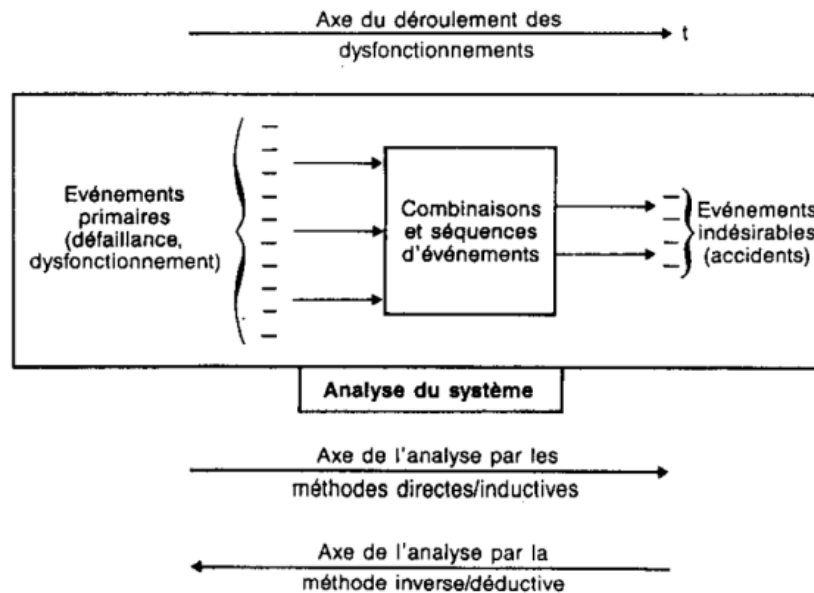 Axe du déroulement des
dysfonctionnements
t
Evénements
primaires
(défaillance,
dysfonctionnement)
Combinaisons
et séquences
d'événements
Evénements
indésirables
(accidents)
Analyse du système
Axe de l'analyse par les
méthodes directes/inductives
Axe de l'analyse par la
méthode inverse/déductive